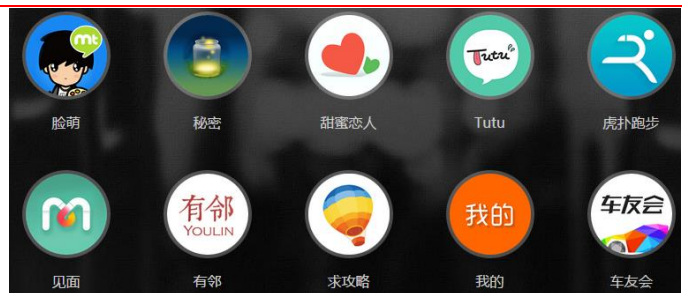 mt
Tutu
脸萌
秘密
甜蜜恋人
Tutu
虎扑跑步
有邻
YOULIN
我的
车友会
见面
有邻
求攻略
我的
车友会